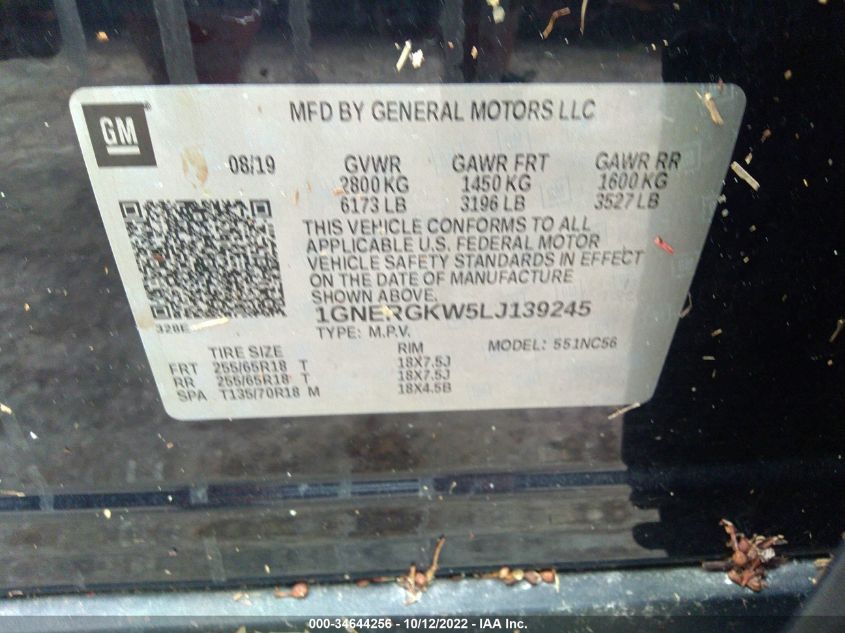 GM
MFD BY GENERAL MOTORS LLC
08/19 GVWR GAWR FRT GAWR RR
2800 KG 1450 KG 1600 KG
6173 LB 3196 LB 3527 LB
THIS VEHICLE CONFORMS TO ALL
APPLICABLE U.S. FEDERAL MOTOR
VEHICLE SAFETY STANDARDS IN EFFECT
ON THE DATE OF MANUFACTURE
SHOWN ABOVE.
328E
1GNERGKW5LJ139245
TYPE: M.P.V. MODEL: 551NC56
TIRE SIZE RIM
FRT 255/65R18 T 18X7.5J
RR 255/65R18 T 18X7.5J
SPA T135/70R18 M 18X4.5B
000-34644256 - 10/12/2022 - IAA Inc.